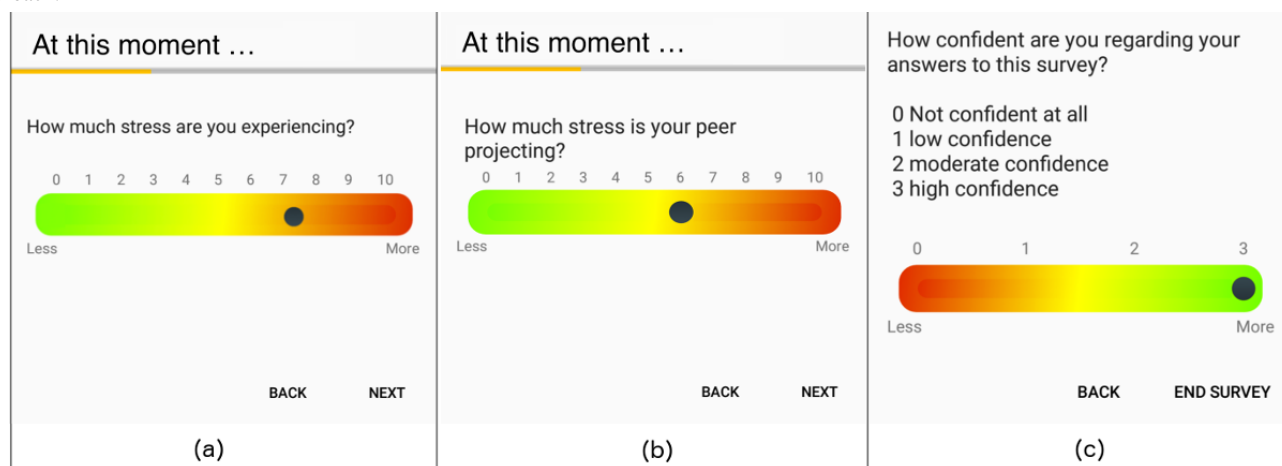 At this moment ...
How much stress are you experiencing?
0 1 2 3 4 5 6 7 8 9 10
Less More
BACK NEXT
(a)
At this moment ...
How much stress is your peer
projecting?
0 1 2 3 4 5 6 7 8 9 10
Less More
BACK NEXT
(b)
How confident are you regarding your
answers to this survey?
0 Not confident at all
1 low confidence
2 moderate confidence
3 high confidence
0 1 2 3
Less More
BACK END SURVEY
(c)